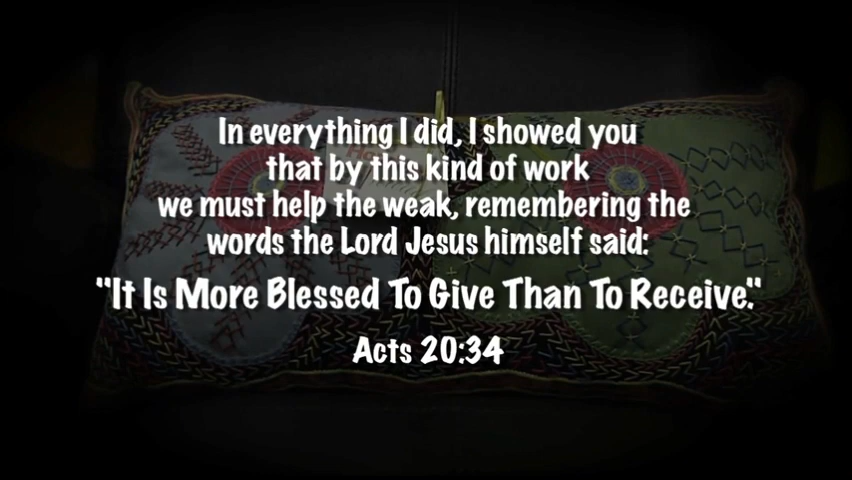 In everything I did, I showed you
that by this kind of work
we must help the weak, remembering the
words the Lord Jesus himself said:
"It Is More Blessed To Give Than To Receive."
Acts 20:34